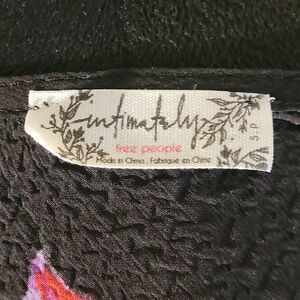 intimately
free people
Made in China . Fabriqué en Chine